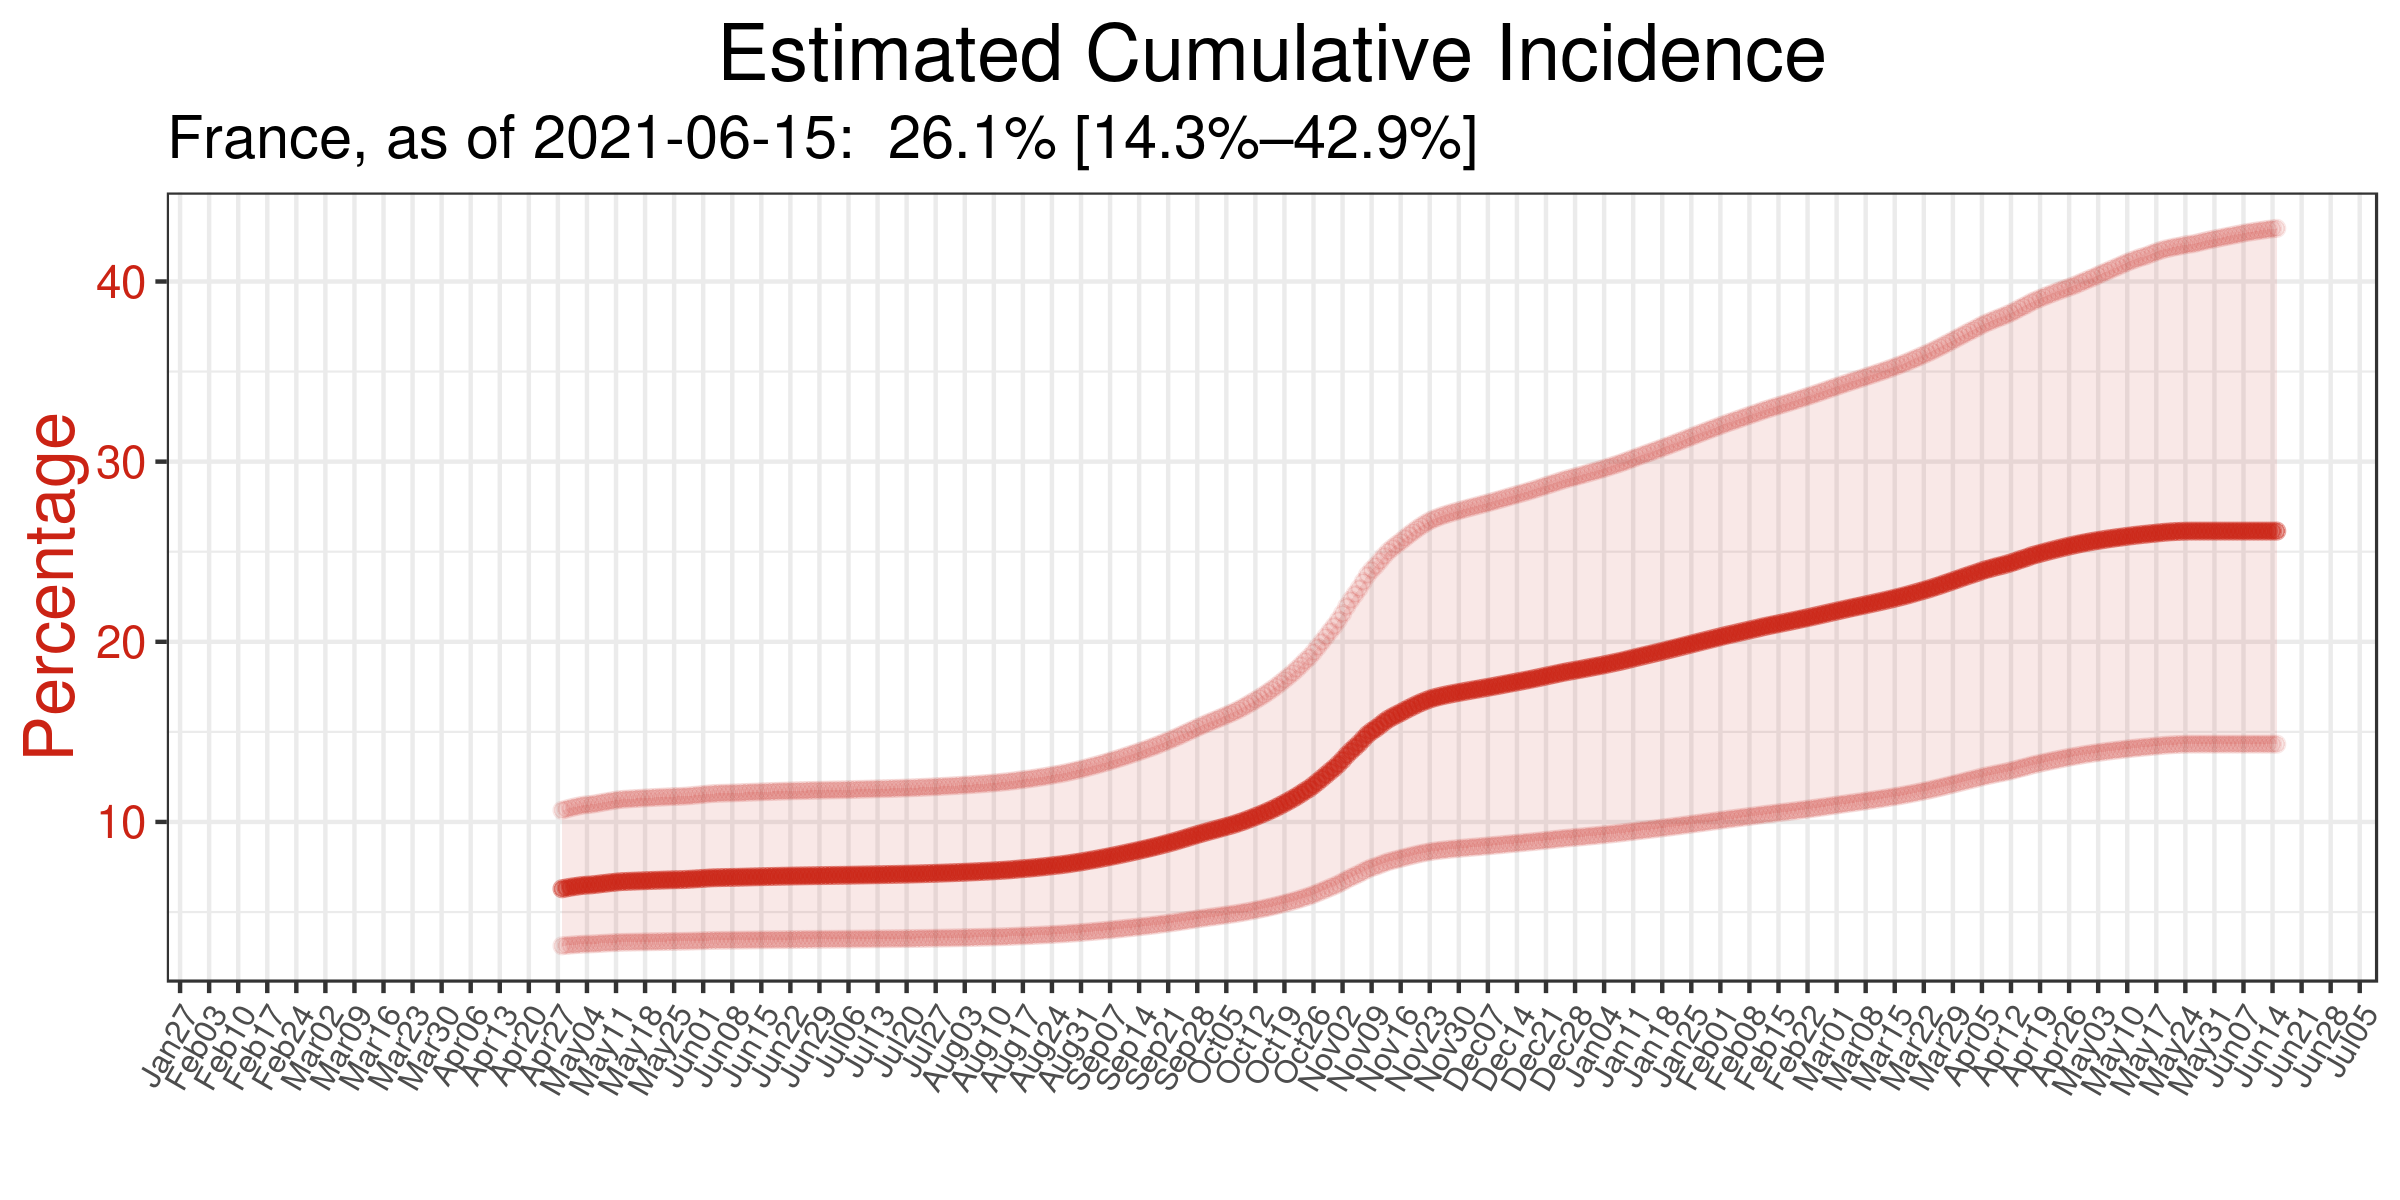 Estimated Cumulative Incidence
France, as of 2021-06-15:  26.1% [14.3%–42.9%]
Percentage
40
30
20
10
Jan27
Feb03
Feb10
Feb17
Feb24
Mar02
Mar09
Mar16
Mar23
Mar30
Apr06
Apr13
Apr20
Apr27
May04
May11
May18
May25
Jun01
Jun08
Jun15
Jun22
Jun29
Jul06
Jul13
Jul20
Jul27
Aug03
Aug10
Aug17
Aug24
Aug31
Sep07
Sep14
Sep21
Sep28
Oct05
Oct12
Oct19
Oct26
Nov02
Nov09
Nov16
Nov23
Nov30
Dec07
Dec14
Dec21
Dec28
Jan04
Jan11
Jan18
Jan25
Feb01
Feb08
Feb15
Feb22
Mar01
Mar08
Mar15
Mar22
Mar29
Apr05
Apr12
Apr19
Apr26
May03
May10
May17
May24
May31
Jun07
Jun14
Jun21
Jun28
Jul05